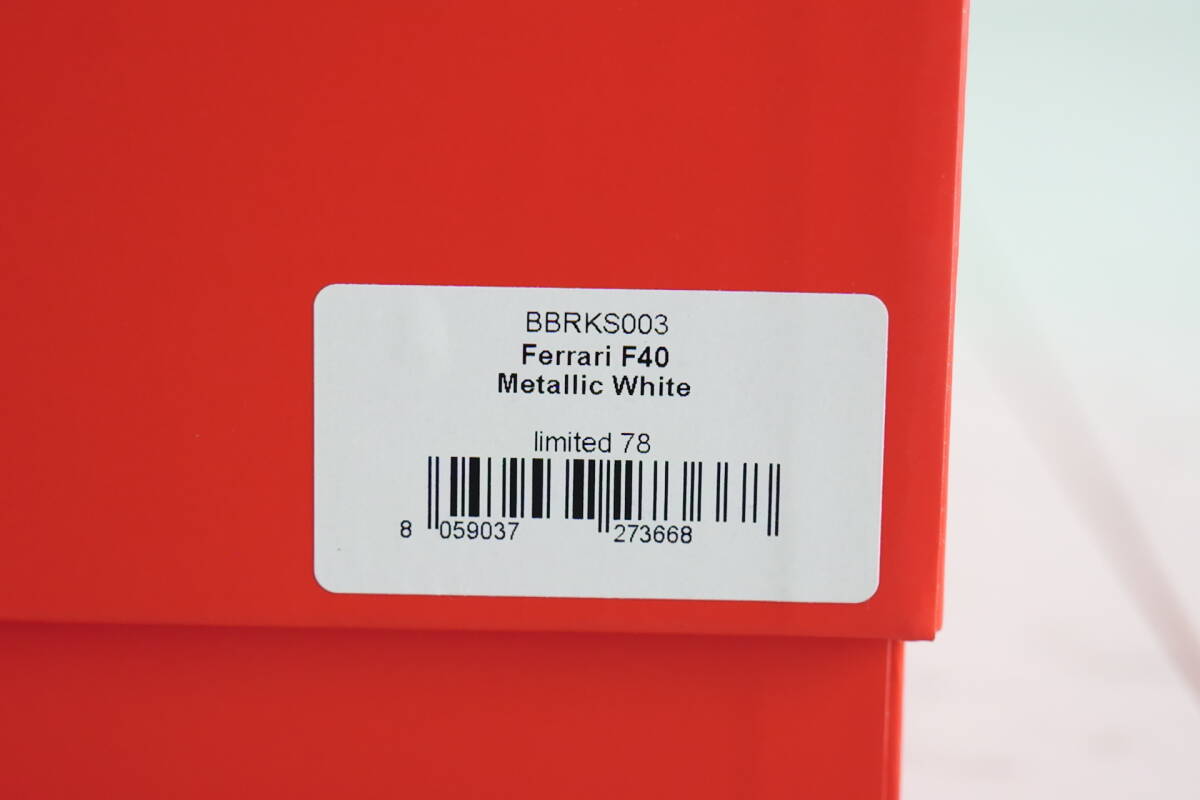 BBRKS003
Ferrari F40
Metallic White
limited 78
8 059037 273668